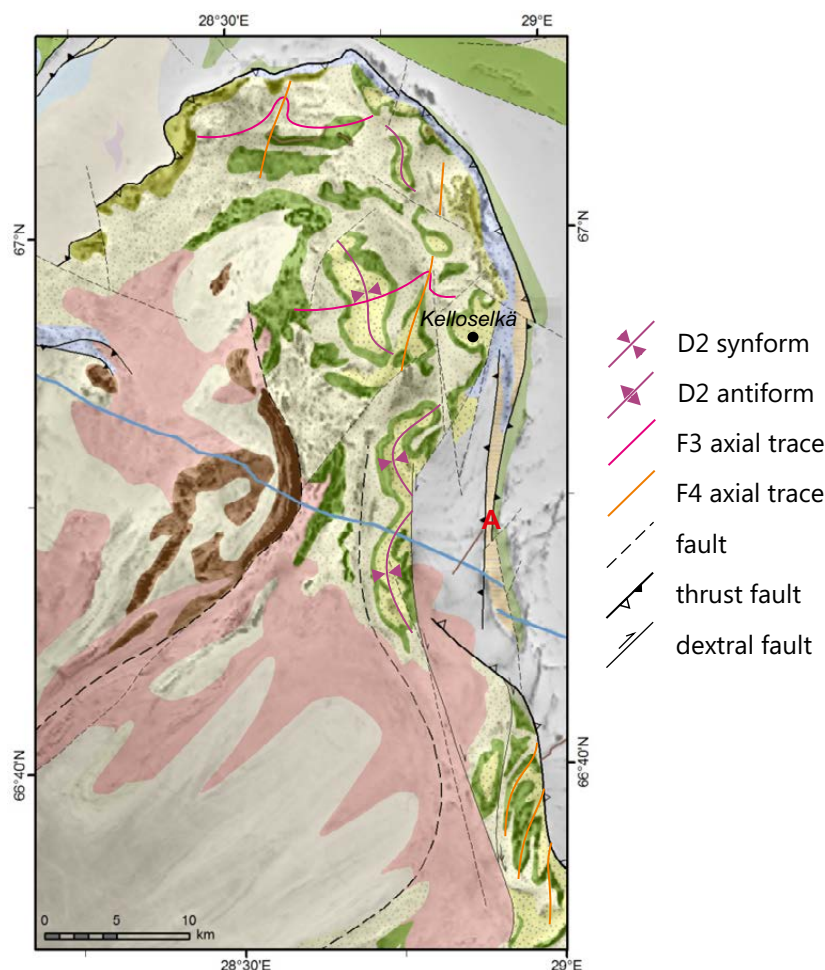 28°30'E
29°E
67°N
67°N
Kelloselkä
A
66°40'N
66°40'N
0 5 10
km
28°30'E
29°E
D2 synform
D2 antiform
F3 axial trace
F4 axial trace
fault
thrust fault
dextral fault